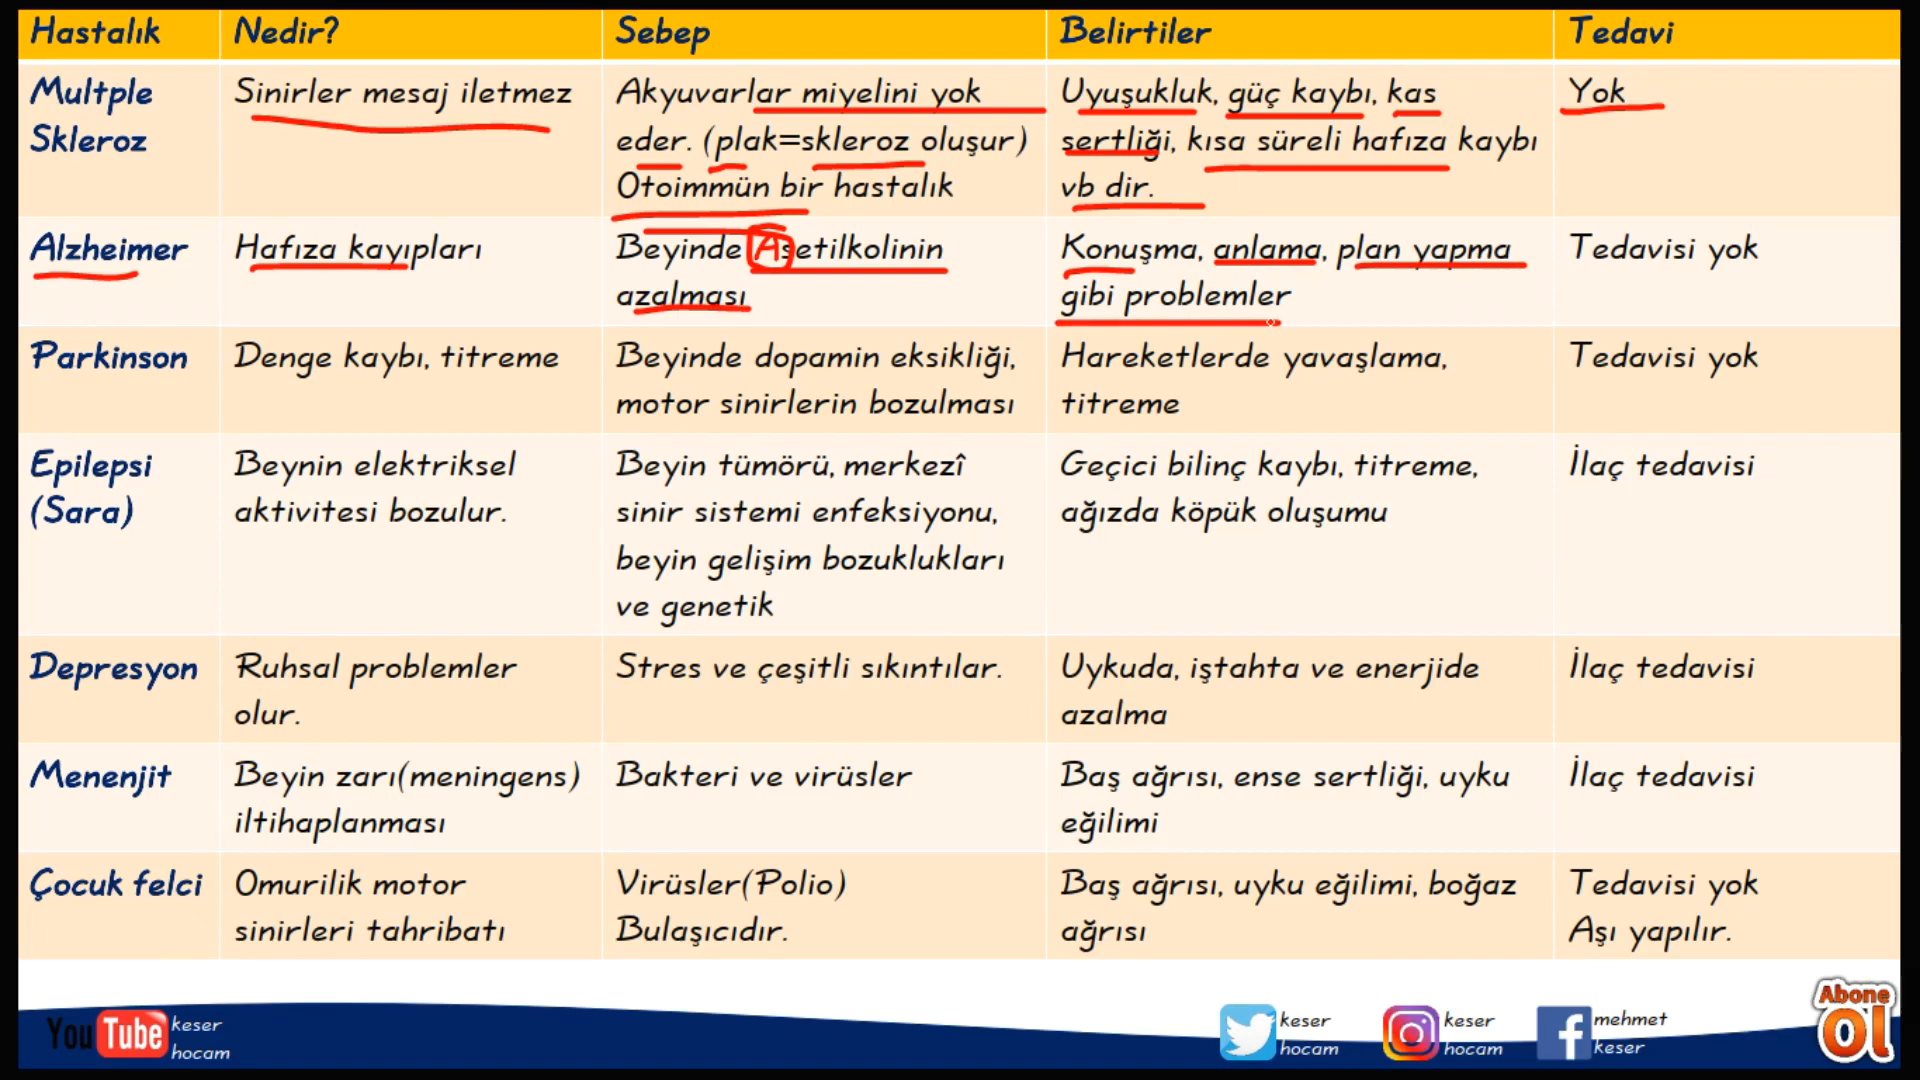 Hastalık Nedir? Sebep Belirtiler Tedavi
Multple
Skleroz
Sinirler mesaj iletmez
Akyuvarlar miyelini yok
eder. (plak=skleroz oluşur)
Otoimmün bir hastalık
Uyuşukluk, güç kaybı, kas
sertliği, kısa süreli hafıza kaybı
vb dir.
Yok
Alzheimer
Hafıza kayıpları
Beyinde Asetilkolinin
azalması
Konuşma, anlama, plan yapma
gibi problemler
Tedavisi yok
Parkinson
Denge kaybı, titreme
Beyinde dopamin eksikliği,
motor sinirlerin bozulması
Hareketlerde yavaşlama,
titreme
Tedavisi yok
Epilepsi
(Sara)
Beynin elektriksel
aktivitesi bozulur.
Beyin tümörü, merkezî
sinir sistemi enfeksiyonu,
beyin gelişim bozuklukları
ve genetik
Geçici bilinç kaybı, titreme,
ağızda köpük oluşumu
İlaç tedavisi
Depresyon
Ruhsal problemler
olur.
Stres ve çeşitli sıkıntılar.
Uykuda, iştahta ve enerjide
azalma
İlaç tedavisi
Menenjit
Beyin zarı(meningens)
iltihaplanması
Bakteri ve virüsler
Baş ağrısı, ense sertliği, uyku
eğilimi
İlaç tedavisi
Çocuk felci
Omurilik motor
sinirleri tahribatı
Virüsler(Polio)
Bulaşıcıdır.
Baş ağrısı, uyku eğilimi, boğaz
ağrısı
Tedavisi yok
Aşı yapılır.
YouTube
keser
hocam
keser
hocam
keser
hocam
mehmet
keser
Abone
Ol